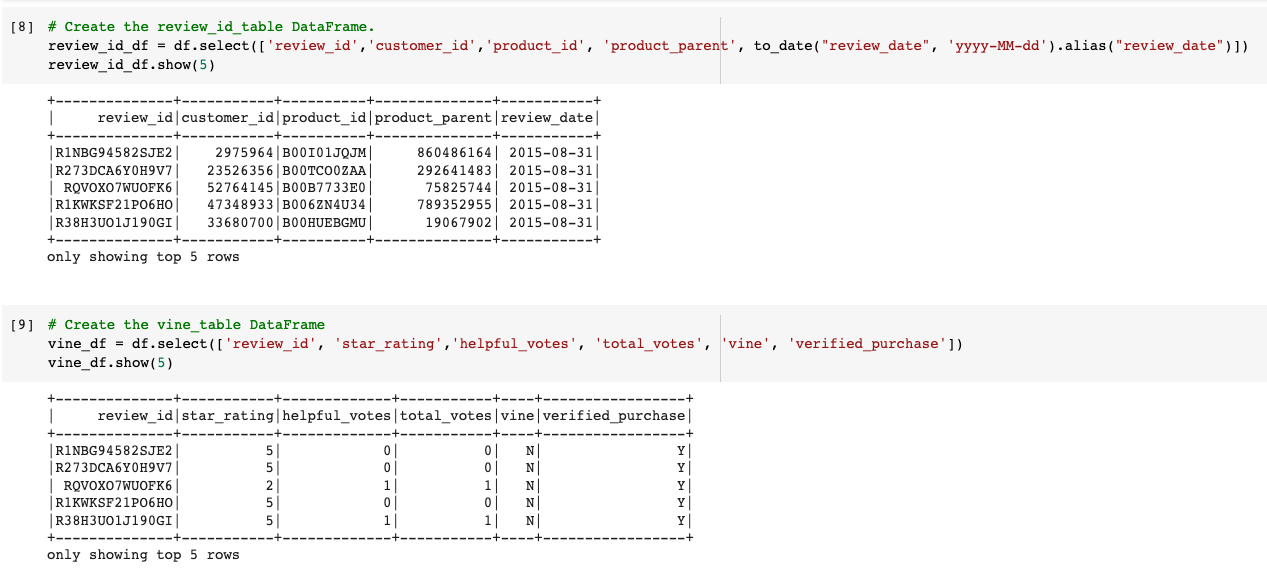 [8] # Create the review_id_table DataFrame.
review_id_df = df.select(['review_id','customer_id','product_id', 'product_parent', to_date("review_date", 'yyyy-MM-dd').alias("review_date")])
review_id_df.show(5)
+--------------+-----------+----------+--------------+-----------+
|     review_id|customer_id|product_id|product_parent|review_date|
+--------------+-----------+----------+--------------+-----------+
|R1NBG94582SJE2|    2975964|B00I01JQJM|     860486164| 2015-08-31|
|R273DCA6Y0H9V7|   23526356|B00TCO0ZAA|     292641483| 2015-08-31|
| RQVOXO7WUOFK6|   52764145|B00B7733E0|      75825744| 2015-08-31|
|R1KWKSF21PO6HO|   47348933|B006ZN4U34|     789352955| 2015-08-31|
|R38H3UO1J190GI|   33680700|B00HUEBGMU|      19067902| 2015-08-31|
+--------------+-----------+----------+--------------+-----------+
only showing top 5 rows
[9] # Create the vine_table DataFrame
vine_df = df.select(['review_id', 'star_rating','helpful_votes', 'total_votes', 'vine', 'verified_purchase'])
vine_df.show(5)
+--------------+-----------+-------------+-----------+----+-----------------+
|     review_id|star_rating|helpful_votes|total_votes|vine|verified_purchase|
+--------------+-----------+-------------+-----------+----+-----------------+
|R1NBG94582SJE2|          5|            0|          0|   N|                Y|
|R273DCA6Y0H9V7|          5|            0|          0|   N|                Y|
| RQVOXO7WUOFK6|          2|            1|          1|   N|                Y|
|R1KWKSF21PO6HO|          5|            0|          0|   N|                Y|
|R38H3UO1J190GI|          5|            1|          1|   N|                Y|
+--------------+-----------+-------------+-----------+----+-----------------+
only showing top 5 rows